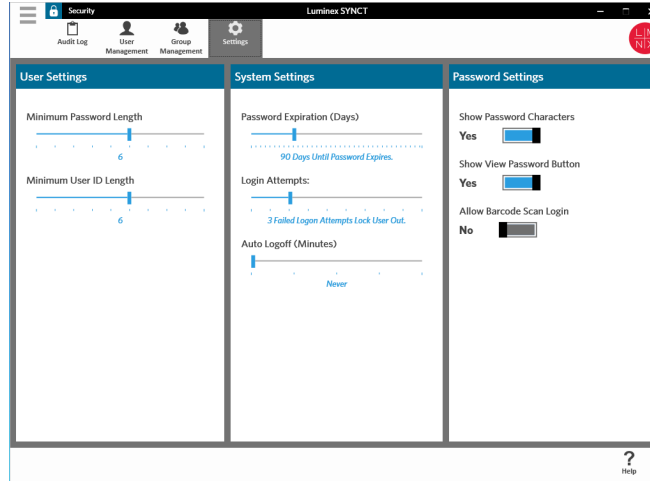 Security
Luminex SYNCT
Audit Log
User
Management
Group
Management
Settings
LM
NX
User Settings
System Settings
Password Settings
Minimum Password Length
6
Minimum User ID Length
6
Password Expiration (Days)
90 Days Until Password Expires.
Login Attempts:
3 Failed Logon Attempts Lock User Out.
Auto Logoff (Minutes)
Never
Show Password Characters
Yes
Show View Password Button
Yes
Allow Barcode Scan Login
No
?
Help